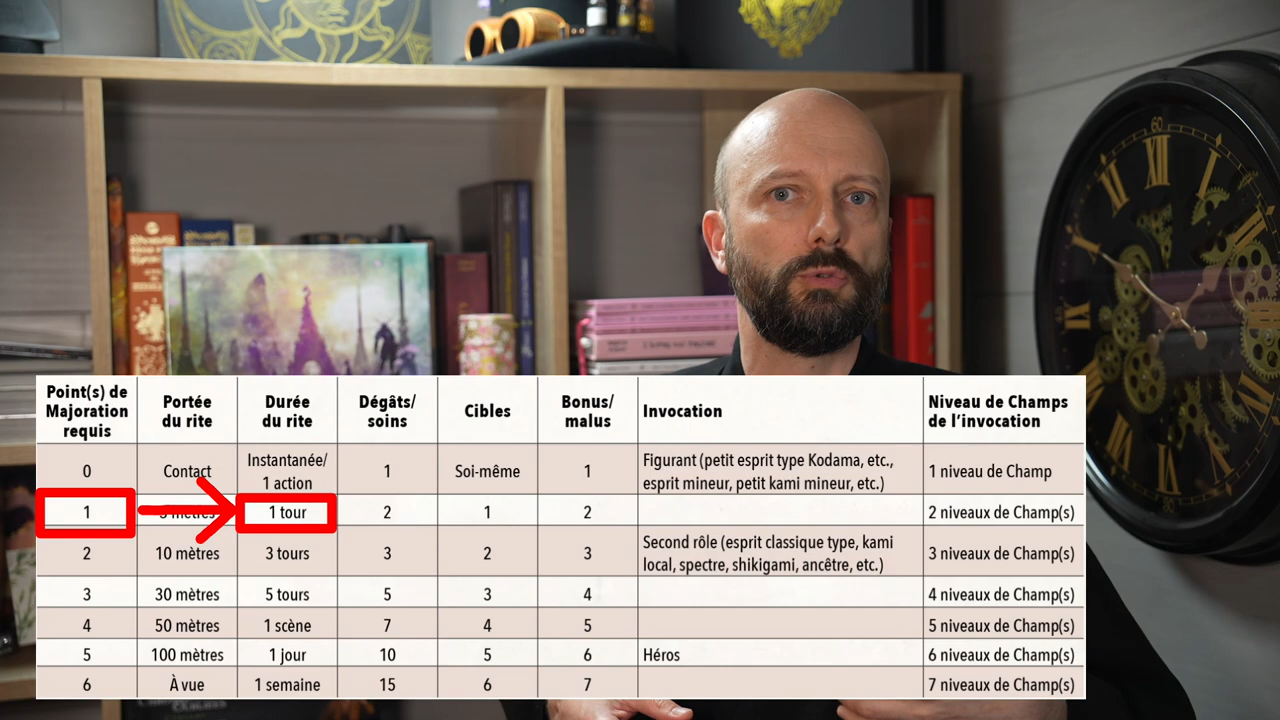 Point(s) de Majoration requis | Portée du rite | Durée du rite | Dégâts/soins | Cibles | Bonus/malus | Invocation | Niveau de Champs de l'invocation
0 | Contact | Instantanée/1 action | 1 | Soi-même | 1 | Figurant (petit esprit type Kodama, etc., esprit mineur, petit kami mineur, etc.) | 1 niveau de Champ
1 | mètres | 1 tour | 2 | 1 | 2 | | 2 niveaux de Champ(s)
2 | 10 mètres | 3 tours | 3 | 2 | 3 | Second rôle (esprit classique type, kami local, spectre, shikigami, ancêtre, etc.) | 3 niveaux de Champ(s)
3 | 30 mètres | 5 tours | 5 | 3 | 4 | | 4 niveaux de Champ(s)
4 | 50 mètres | 1 scène | 7 | 4 | 5 | | 5 niveaux de Champ(s)
5 | 100 mètres | 1 jour | 10 | 5 | 6 | Héros | 6 niveaux de Champ(s)
6 | À vue | 1 semaine | 15 | 6 | 7 | | 7 niveaux de Champ(s)
60
XII
I